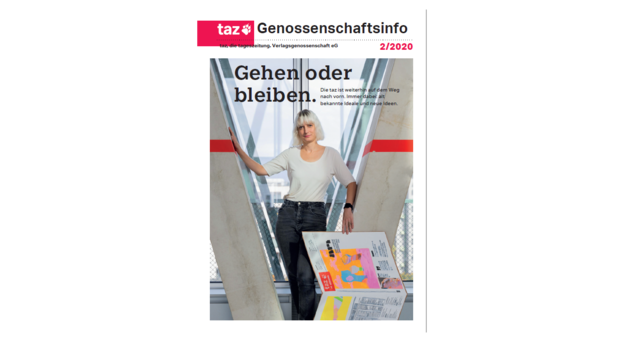 taz Genossenschaftsinfo
taz, die tageszeitung. Verlagsgenossenschaft eG
2/2020
Gehen oder
bleiben.
Die taz ist weiterhin auf dem Weg
nach vorn. Immer dabei:
bekannte Ideale und neue Ideen.
taz